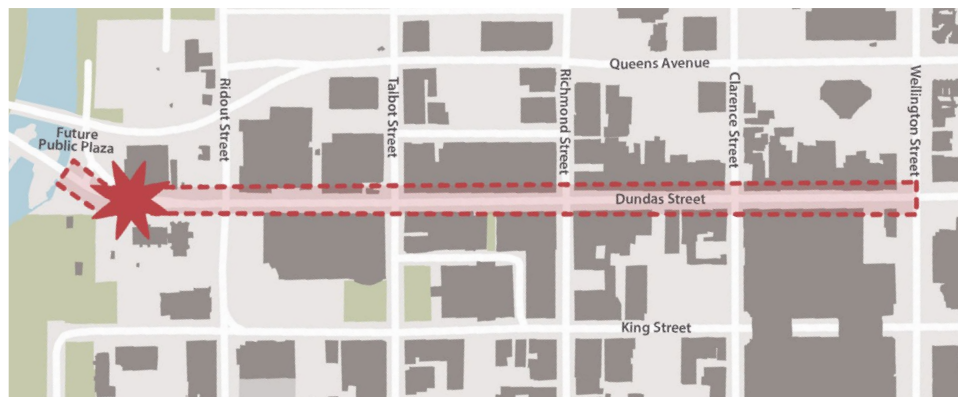 Queens Avenue
Ridout Street
Talbot Street
Richmond Street
Clarence Street
Wellington Street
Future
Public Plaza
Dundas Street
King Street